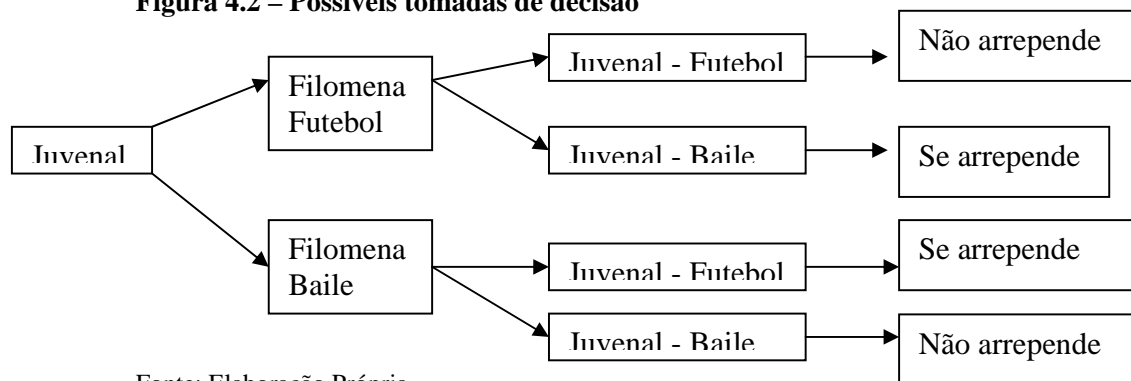 Figura 4.2 – Possíveis tomadas de decisão
Juvenal
Filomena
Futebol
Filomena
Baile
Juvenal - Futebol
Juvenal - Baile
Juvenal - Futebol
Juvenal - Baile
Não arrepende
Se arrepende
Se arrepende
Não arrepende
Fonte: Elaboração Própria